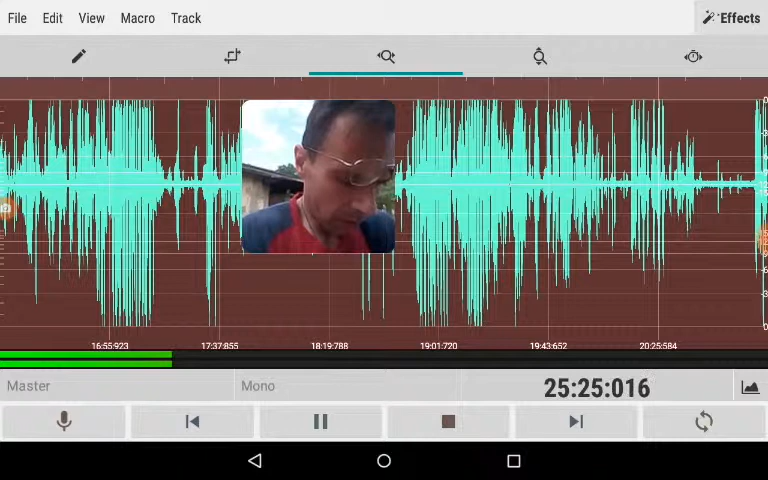 File Edit View Macro Track Effects
16:55:923 17:37:855 18:19:788 19:01:720 19:43:652 20:25:584
Master Mono 25:25:016